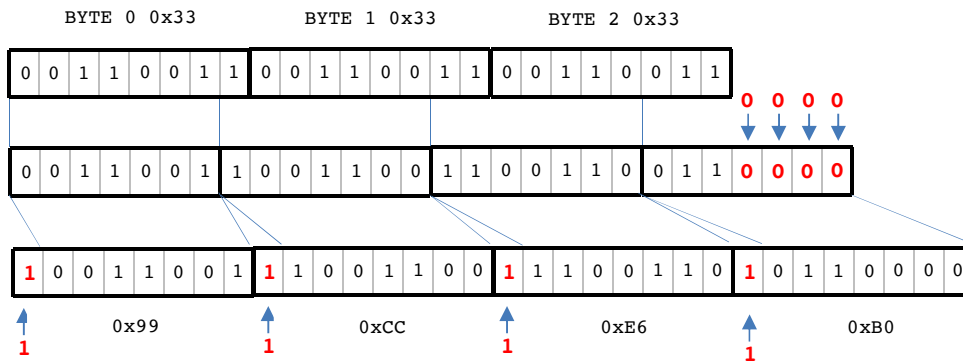 BYTE 0 0x33 BYTE 1 0x33 BYTE 2 0x33
0 0 1 1 0 0 1 1 0 0 1 1 0 0 1 1 0 0 1 1 0 0 1 1
0 0 0 0
0 0 1 1 0 0 1 1 0 0 1 1 0 0 1 1 0 0 1 1 0 0 1 1 0 0 0 0
1 0 0 1 1 0 0 1 1 1 0 0 1 1 0 0 1 1 1 0 0 1 1 0 1 0 1 1 0 0 0 0
0x99 0xCC 0xE6 0xB0
1 1 1 1